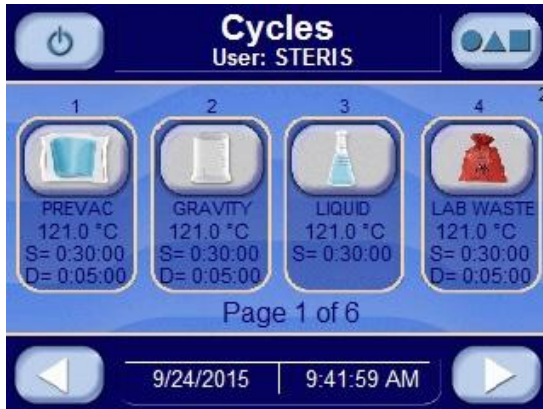 Cycles
User: STERIS
1
2
3
4
2
PREVAC
121.0 °C
S= 0:30:00
D= 0:05:00
GRAVITY
121.0 °C
S= 0:30:00
D= 0:05:00
LIQUID
121.0 °C
S= 0:30:00
LAB WASTE
121.0 °C
S= 0:30:00
D= 0:05:00
Page 1 of 6
9/24/2015
9:41:59 AM